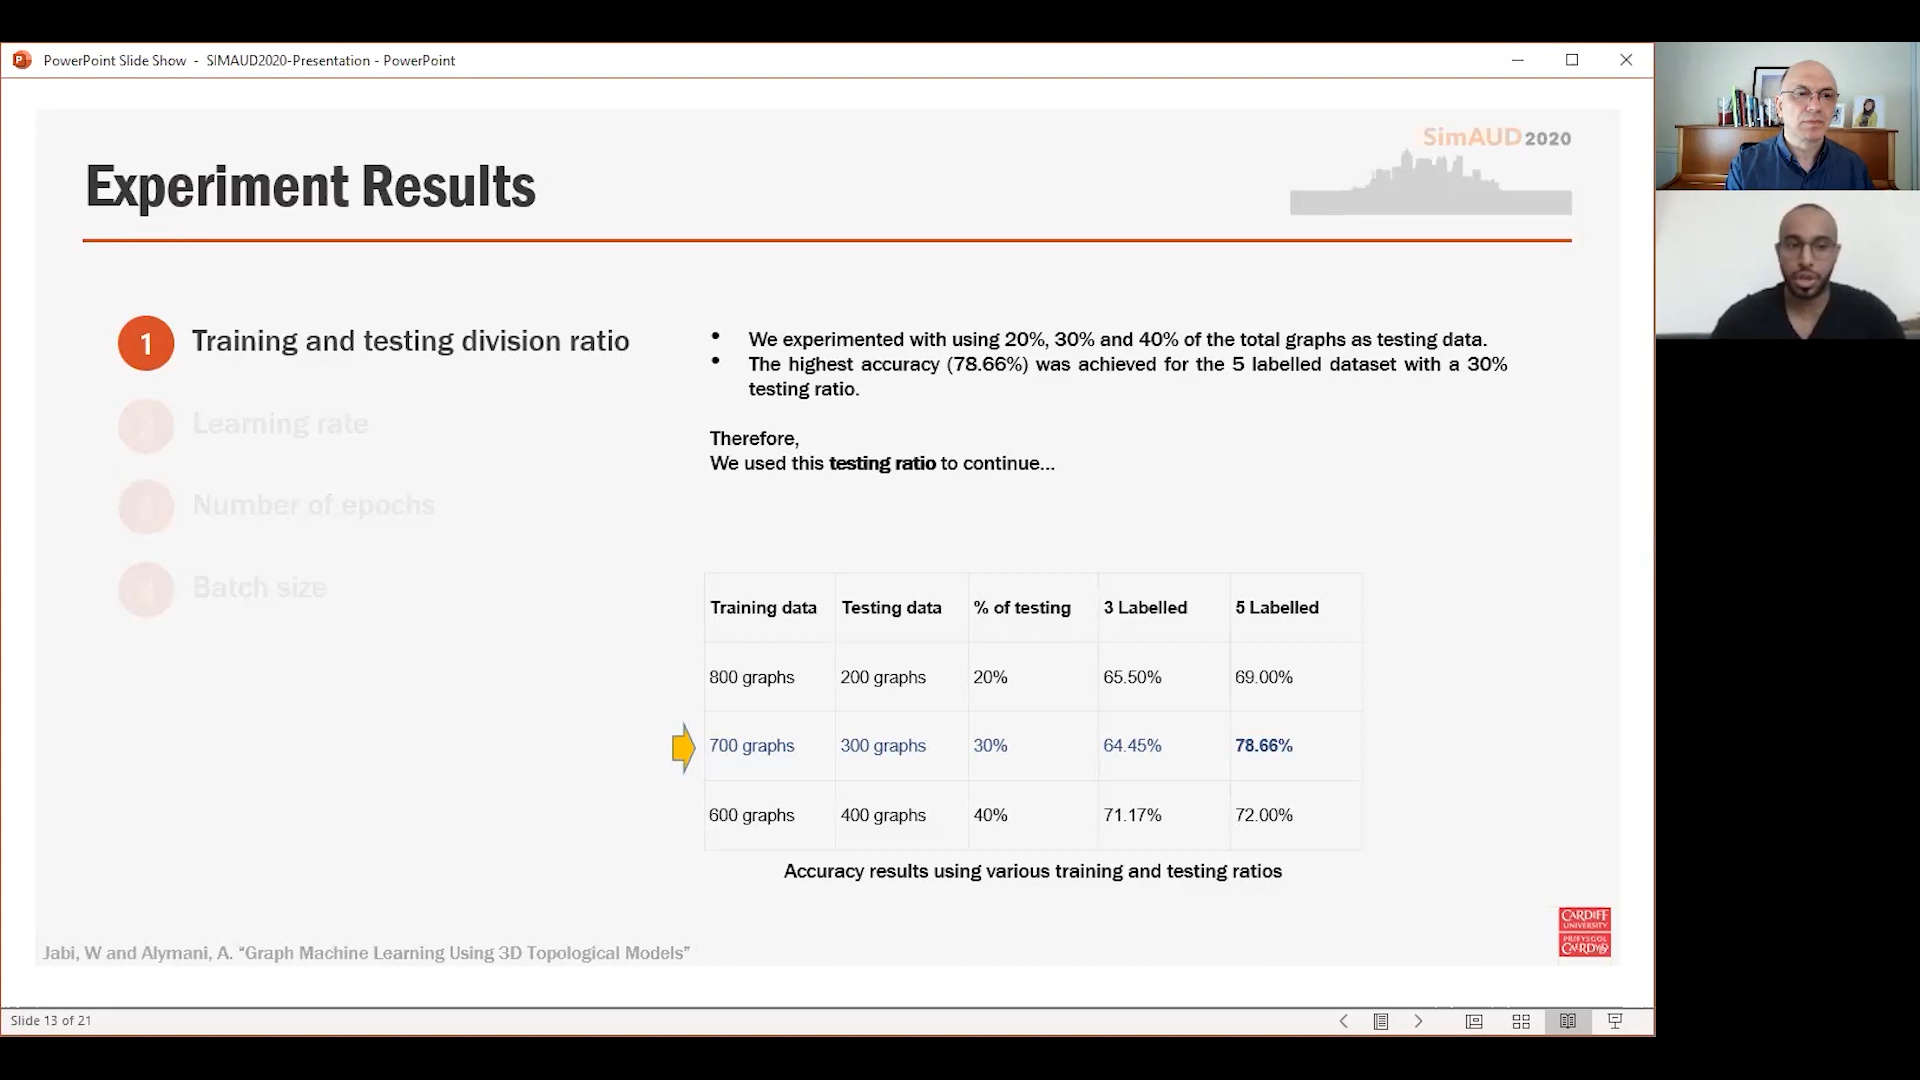 PowerPoint Slide Show - SIMAUD2020-Presentation - PowerPoint
SimAUD 2020
Experiment Results
1 Training and testing division ratio
2 Learning rate
3 Number of epochs
4 Batch size
• We experimented with using 20%, 30% and 40% of the total graphs as testing data.
• The highest accuracy (78.66%) was achieved for the 5 labelled dataset with a 30%
testing ratio.
Therefore,
We used this testing ratio to continue...
Training data Testing data % of testing 3 Labelled 5 Labelled
800 graphs 200 graphs 20% 65.50% 69.00%
700 graphs 300 graphs 30% 64.45% 78.66%
600 graphs 400 graphs 40% 71.17% 72.00%
Accuracy results using various training and testing ratios
CARDIFF
UNIVERSITY
PRIFYSGOL
CAERDYDD
Jabi, W and Alymani, A. “Graph Machine Learning Using 3D Topological Models”
Slide 13 of 21